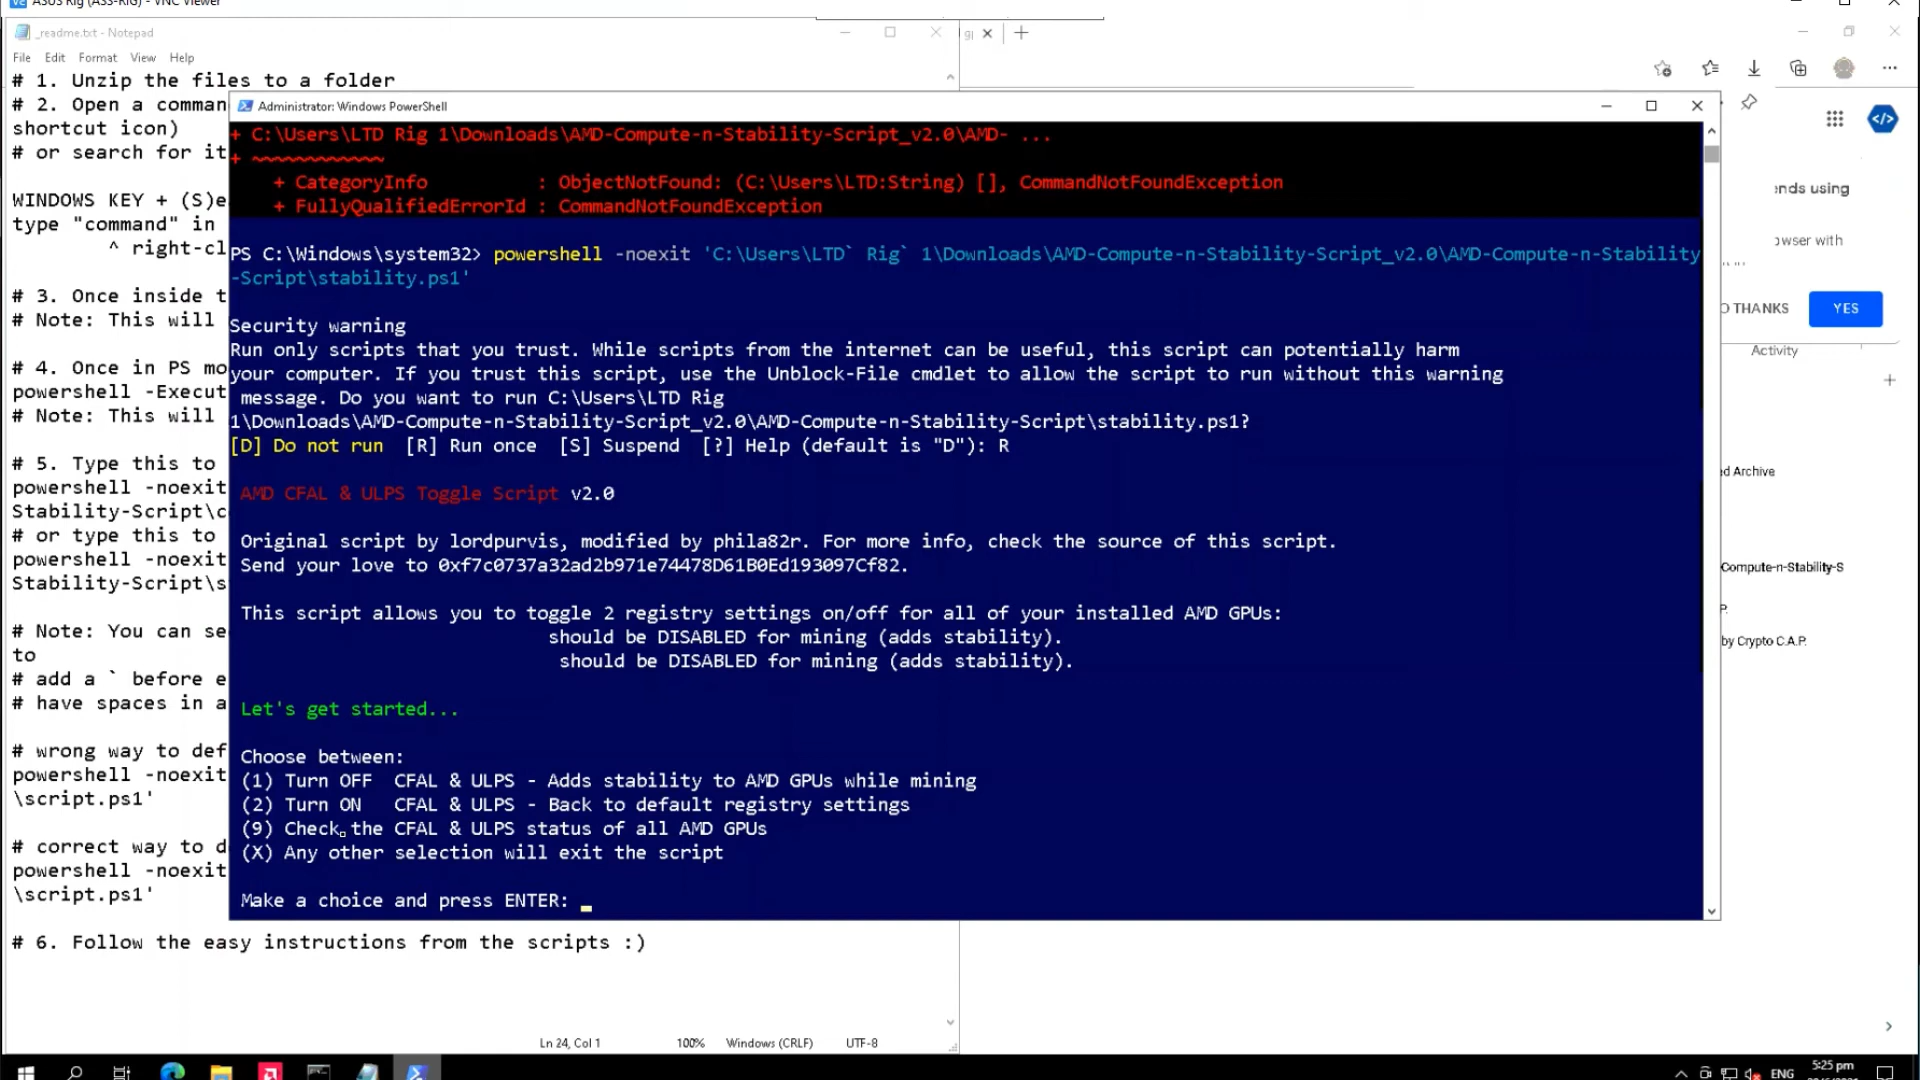 ASUS Rig (ASS-RIG) - VNC Viewer
_readme.txt - Notepad
File Edit Format View Help
# 1. Unzip the files to a folder
# 2. Open a comman
shortcut icon)
# or search for it
WINDOWS KEY + (S)e
type "command" in
^ right-cl
# 3. Once inside t
# Note: This will
# 4. Once in PS mo
powershell -Execut
# Note: This will
# 5. Type this to
powershell -noexit
Stability-Script\c
# or type this to
powershell -noexit
Stability-Script\s
# Note: You can se
to
# add a ` before e
# have spaces in a
# wrong way to def
powershell -noexit
\script.ps1'
# correct way to d
powershell -noexit
\script.ps1'
# 6. Follow the easy instructions from the scripts :)
Ln 24, Col 1 100% Windows (CRLF) UTF-8
Administrator: Windows PowerShell
+ C:\Users\LTD Rig 1\Downloads\AMD-Compute-n-Stability-Script_v2.0\AMD- ...
+ ~~~~~~~~~~~~
+ CategoryInfo : ObjectNotFound: (C:\Users\LTD:String) [], CommandNotFoundException
+ FullyQualifiedErrorId : CommandNotFoundException
PS C:\Windows\system32> powershell -noexit 'C:\Users\LTD` Rig` 1\Downloads\AMD-Compute-n-Stability-Script_v2.0\AMD-Compute-n-Stability
-Script\stability.ps1'
Security warning
Run only scripts that you trust. While scripts from the internet can be useful, this script can potentially harm
your computer. If you trust this script, use the Unblock-File cmdlet to allow the script to run without this warning
message. Do you want to run C:\Users\LTD Rig
1\Downloads\AMD-Compute-n-Stability-Script_v2.0\AMD-Compute-n-Stability-Script\stability.ps1?
[D] Do not run [R] Run once [S] Suspend [?] Help (default is "D"): R
AMD CFAL & ULPS Toggle Script v2.0
Original script by lordpurvis, modified by phila82r. For more info, check the source of this script.
Send your love to 0xf7c0737a32ad2b971e74478D61B0Ed193097Cf82.
This script allows you to toggle 2 registry settings on/off for all of your installed AMD GPUs:
should be DISABLED for mining (adds stability).
should be DISABLED for mining (adds stability).
Let's get started...
Choose between:
(1) Turn OFF CFAL & ULPS - Adds stability to AMD GPUs while mining
(2) Turn ON CFAL & ULPS - Back to default registry settings
(9) Check the CFAL & ULPS status of all AMD GPUs
(X) Any other selection will exit the script
Make a choice and press ENTER:
ends using
owser with
O THANKS YES
Activity
d Archive
Compute-n-Stability-S
P.
by Crypto C.A.P.
ENG
5:25 pm